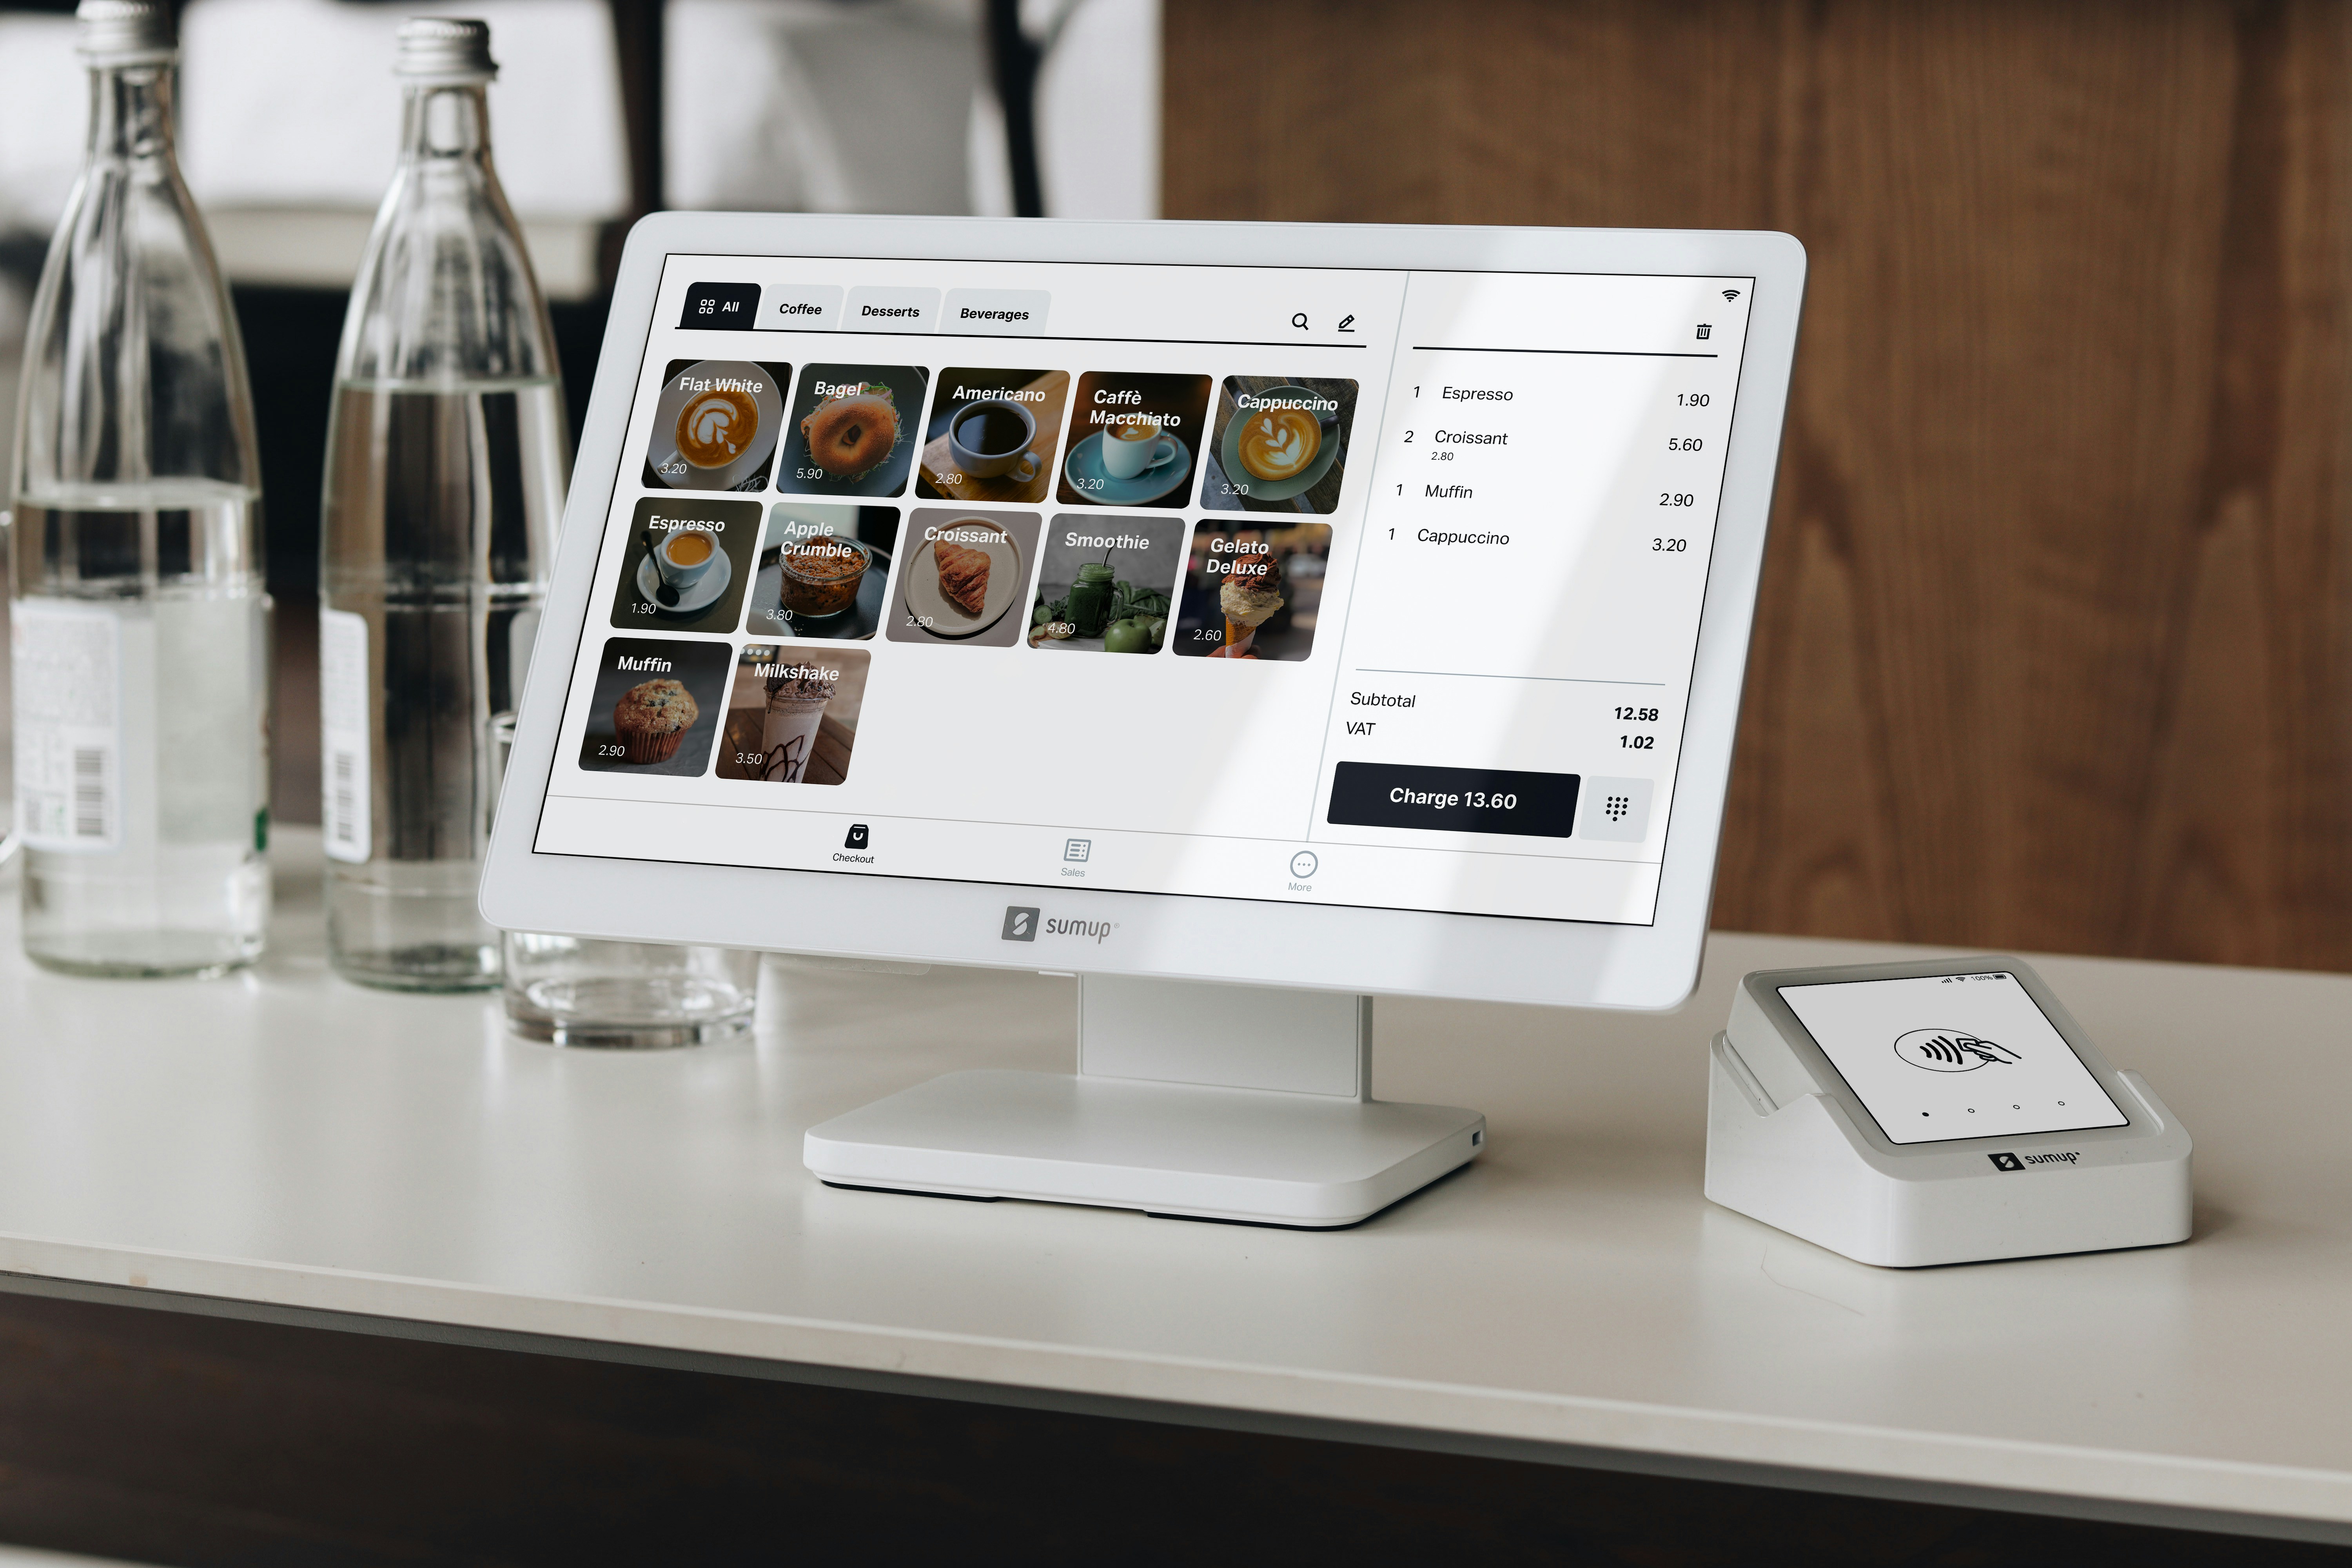 All
Coffee
Desserts
Beverages
Flat White
3.20
Bagel
5.90
Americano
2.80
Caffè
Macchiato
3.20
Cappuccino
3.20
Espresso
1.90
Apple
Crumble
3.80
Croissant
2.80
Smoothie
4.80
Gelato
Deluxe
2.60
Muffin
2.90
Milkshake
3.50
1 Espresso 1.90
2 Croissant 5.60
2.80
1 Muffin 2.90
1 Cappuccino 3.20
Subtotal 12.58
VAT 1.02
Charge 13.60
Checkout
Sales
More
sumup®
100%
sumup®